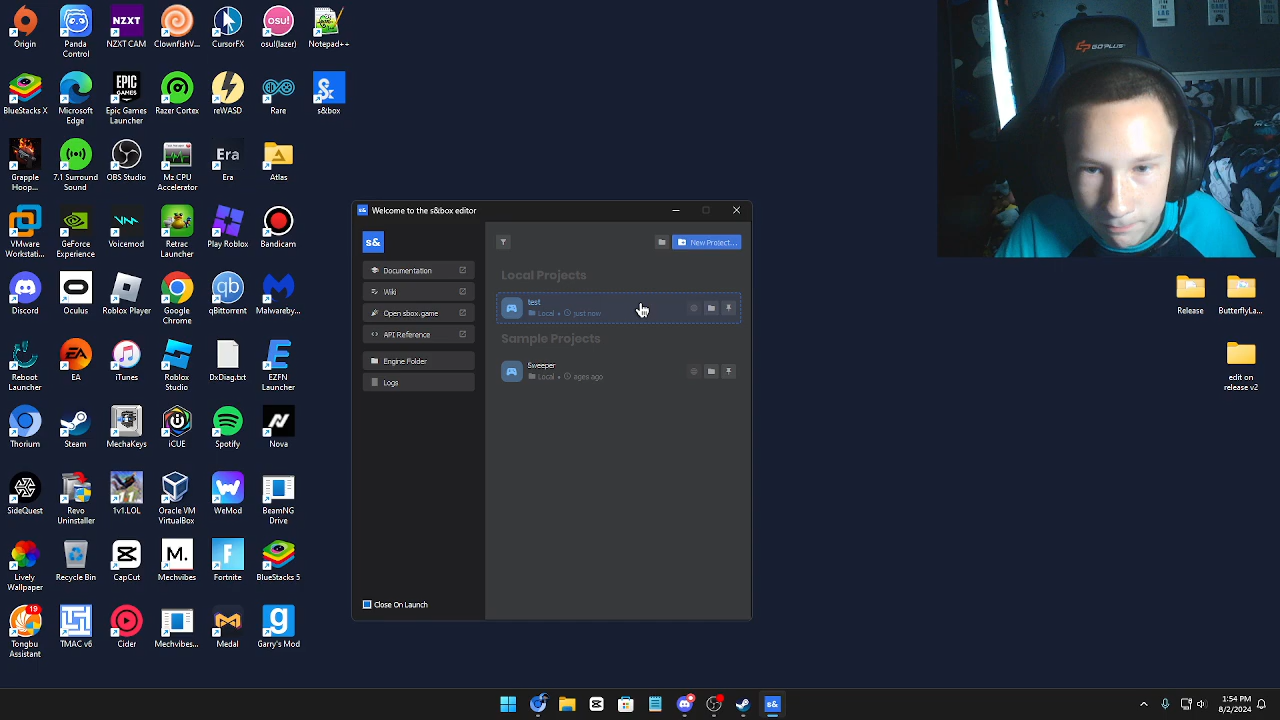 Origin
Panda Control
NZXT CAM
ClownfishV...
CursorFX
osu!(lazer)
Notepad++
BlueStacks X
Microsoft Edge
Epic Games Launcher
Razer Cortex
reWASD
Rare
s&box
Grapple Hoop...
7.1 Surround Sound
OBS Studio
Mz CPU Accelerator
Era
Atlas
VMware Workstati...
GeForce Experience
Voicemod
Retrac Launcher
Play Roblox
Bandicam
Discord
Oculus
Roblox Player
Google Chrome
qBittorrent
Malwareby...
Reboot Launcher
EA
iTunes
Roblox Studio
DxDiag.txt
EZFN Launcher
Thorium
Steam
MechaKeys
iCUE
Spotify
Nova
SideQuest
Revo Uninstaller
1v1.LOL
Oracle VM VirtualBox
WeMod
BeamNG Drive
Lively Wallpaper
Recycle Bin
CapCut
Mechvibes
Fortnite
BlueStacks 5
19
Tongbu Assistant
TMAC v6
Cider
Mechvibes...
Medal
Garry's Mod
s& Welcome to the s&box editor
s&
Documentation
Wiki
Open sbox.game
API Reference
Engine Folder
Logs
Close On Launch
New Project...
Local Projects
test
Local • just now
Sample Projects
Sweeper
Local • ages ago
GOPLUS
Release
ButterflyLa...
edit on release v2
s&
1:54 PM
8/2/2024